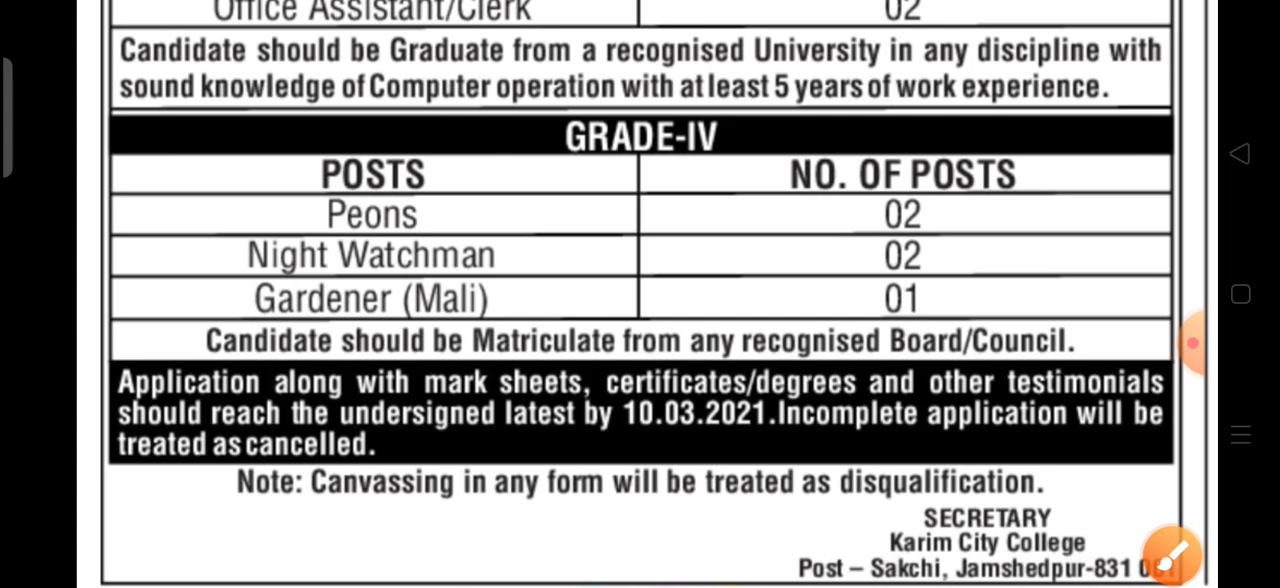 Office Assistant/Clerk 02
Candidate should be Graduate from a recognised University in any discipline with
sound knowledge of Computer operation with at least 5 years of work experience.
GRADE-IV
POSTS NO. OF POSTS
Peons 02
Night Watchman 02
Gardener (Mali) 01
Candidate should be Matriculate from any recognised Board/Council.
Application along with mark sheets, certificates/degrees and other testimonials
should reach the undersigned latest by 10.03.2021.Incomplete application will be
treated as cancelled.
Note: Canvassing in any form will be treated as disqualification.
SECRETARY
Karim City College
Post – Sakchi, Jamshedpur-831